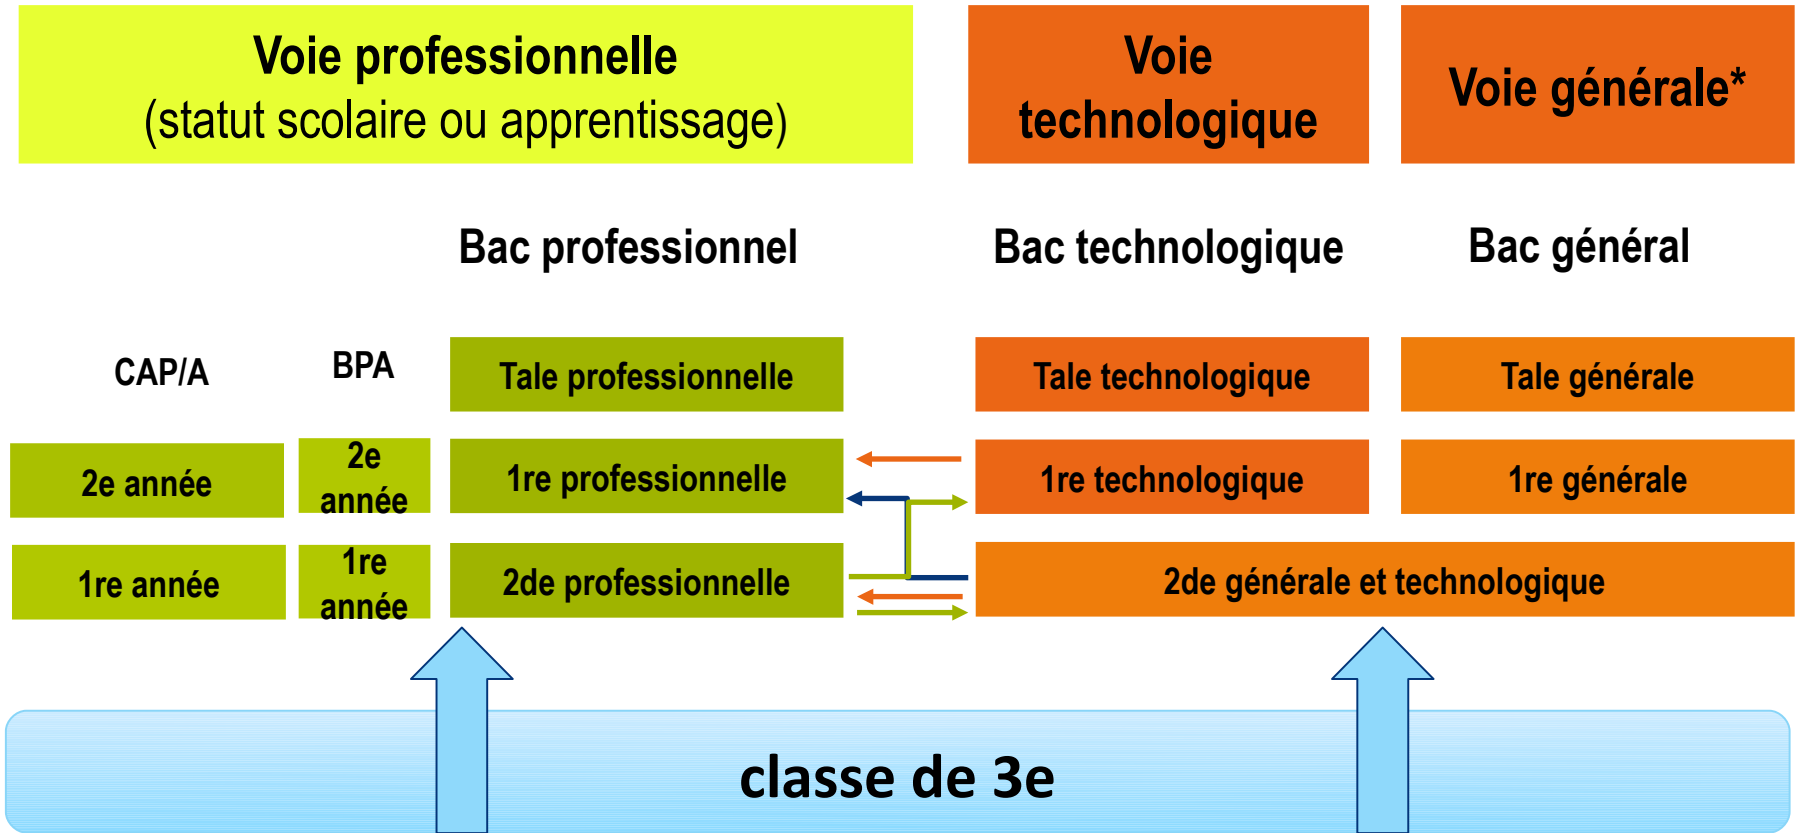 Voie professionnelle
(statut scolaire ou apprentissage)
Voie
technologique
Voie générale*
Bac professionnel
Bac technologique
Bac général
CAP/A
BPA
Tale professionnelle
Tale technologique
Tale générale
2e année
2e
année
1re professionnelle
1re technologique
1re générale
1re année
1re
année
2de professionnelle
2de générale et technologique
classe de 3e